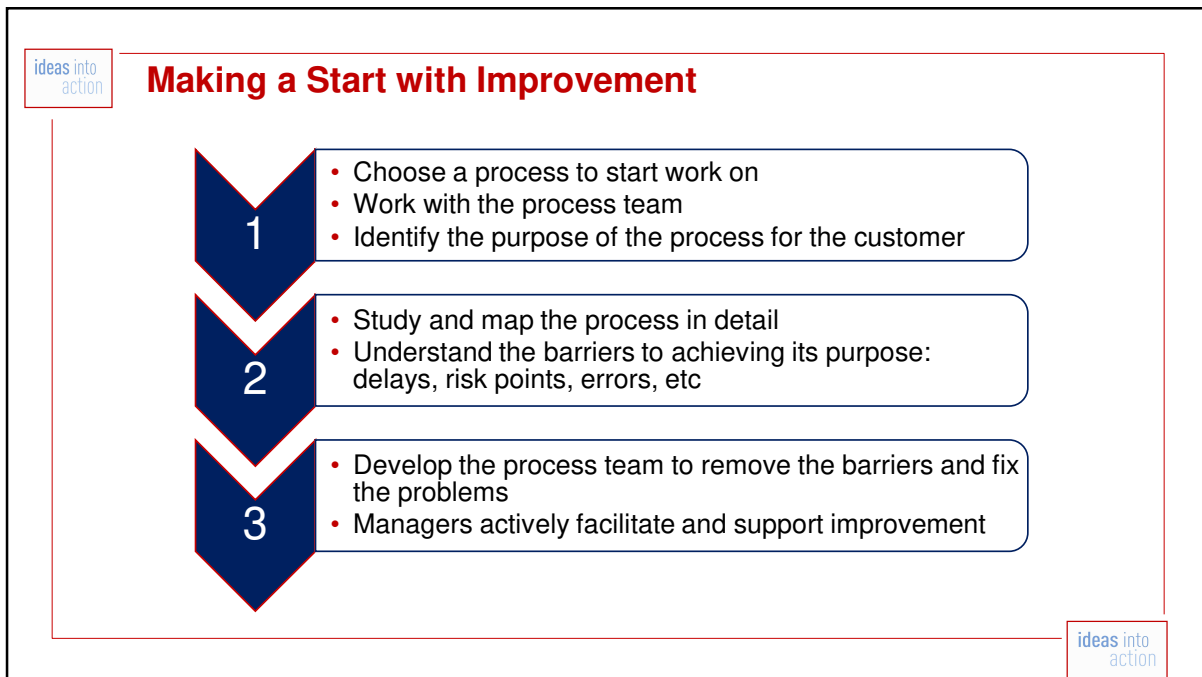 ideas into
action
Making a Start with Improvement
1
• Choose a process to start work on
• Work with the process team
• Identify the purpose of the process for the customer
2
• Study and map the process in detail
• Understand the barriers to achieving its purpose:
delays, risk points, errors, etc
3
• Develop the process team to remove the barriers and fix
the problems
• Managers actively facilitate and support improvement
ideas into
action